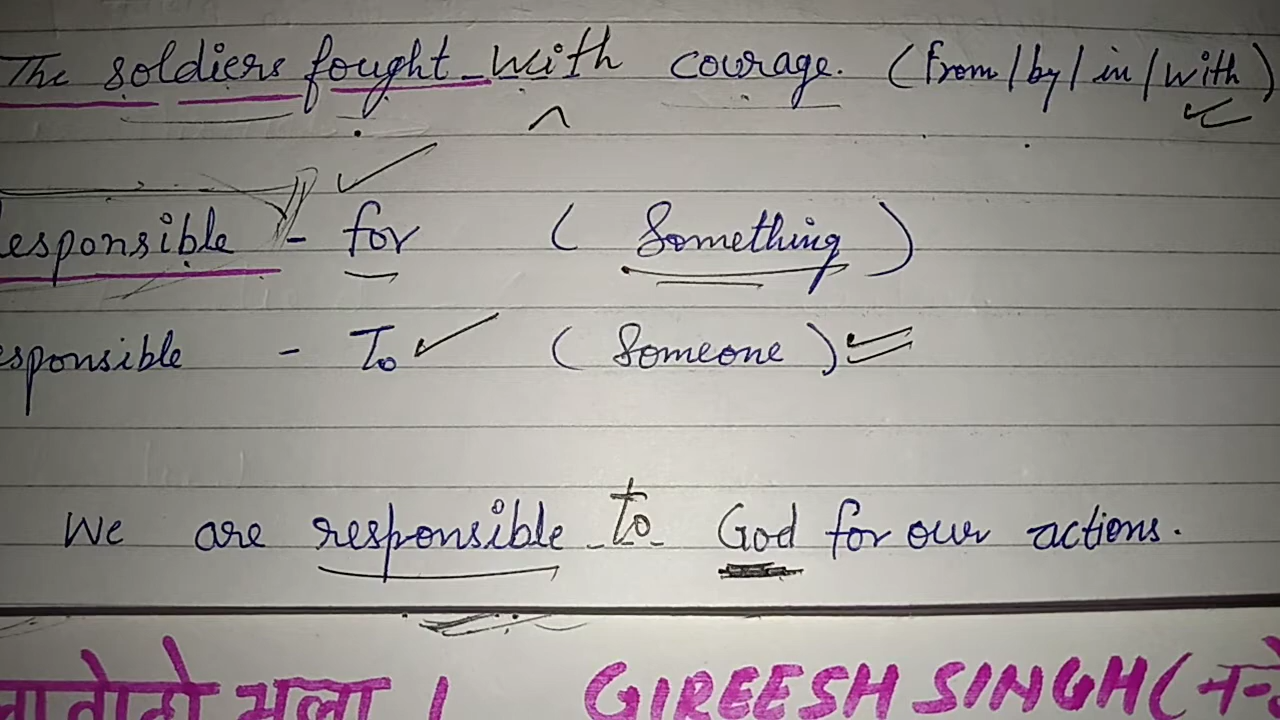 The soldiers fought with courage. (from/by/in/with)
esponsible - for (Something)
esponsible - To (Someone)
We are responsible to God for our actions.
भला । GIREESH SINGH(